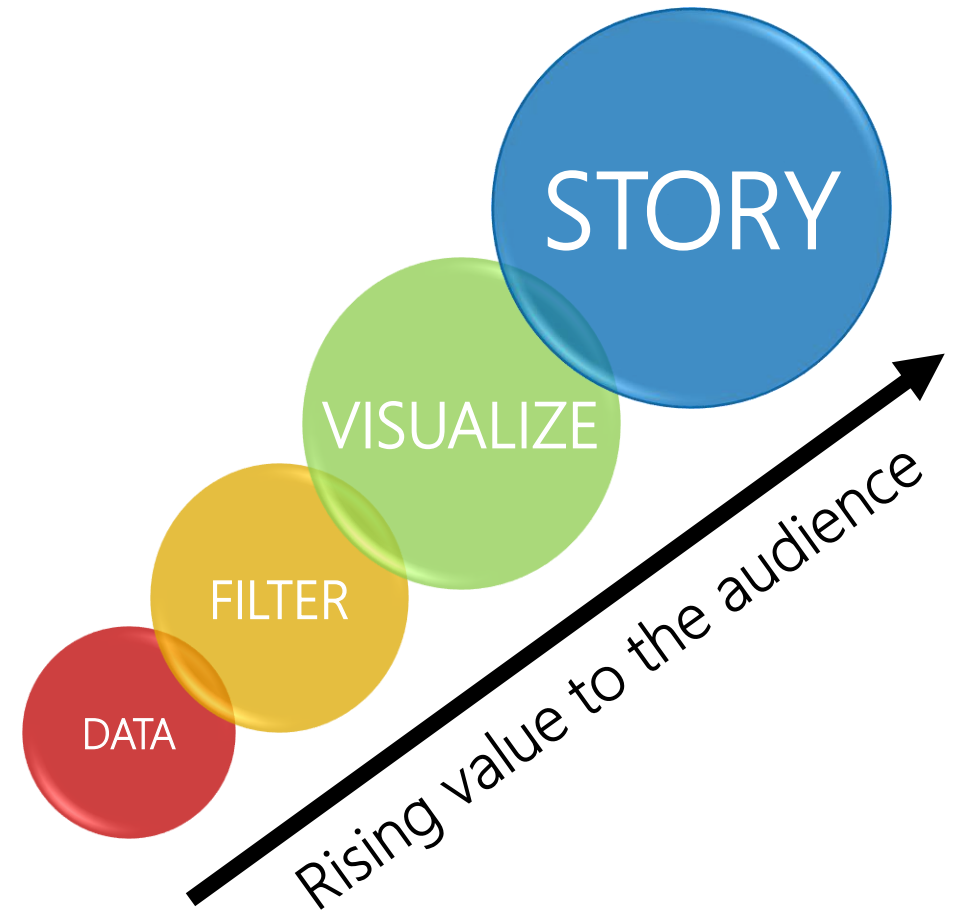 STORY
VISUALIZE
FILTER
DATA
Rising value to the audience